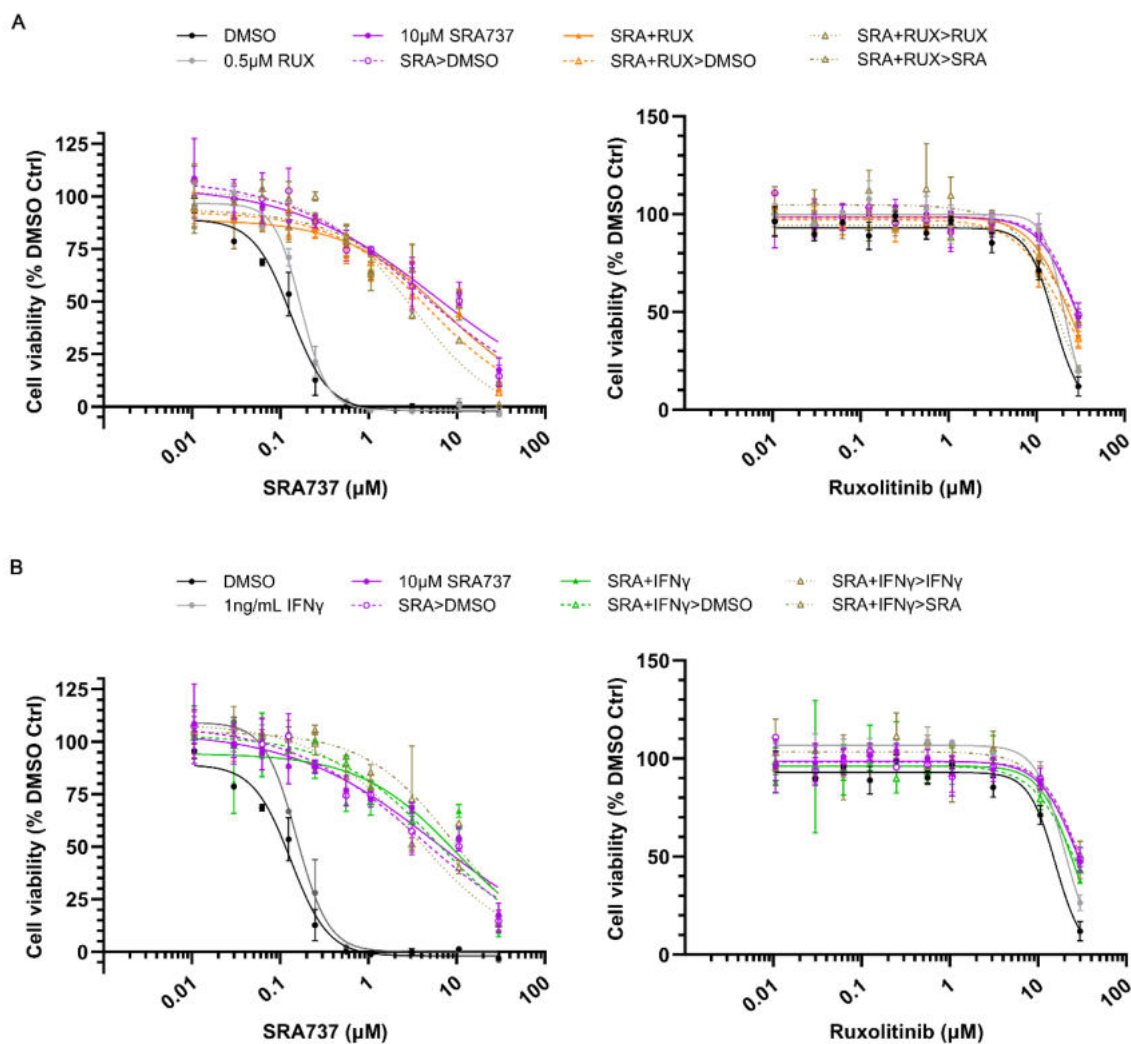 A
DMSO 10µM SRA737 SRA+RUX SRA+RUX>RUX
0.5µM RUX SRA>DMSO SRA+RUX>DMSO SRA+RUX>SRA
Cell viability (% DMSO Ctrl)
125
100
75
50
25
0
0.01 0.1 1 10 100
SRA737 (µM)
Cell viability (% DMSO Ctrl)
150
100
50
0
0.01 0.1 1 10 100
Ruxolitinib (µM)
B
DMSO 10µM SRA737 SRA+IFNγ SRA+IFNγ>IFNγ
1ng/mL IFNγ SRA>DMSO SRA+IFNγ>DMSO SRA+IFNγ>SRA
Cell viability (% DMSO Ctrl)
125
100
75
50
25
0
0.01 0.1 1 10 100
SRA737 (µM)
Cell viability (% DMSO Ctrl)
150
100
50
0
0.01 0.1 1 10 100
Ruxolitinib (µM)